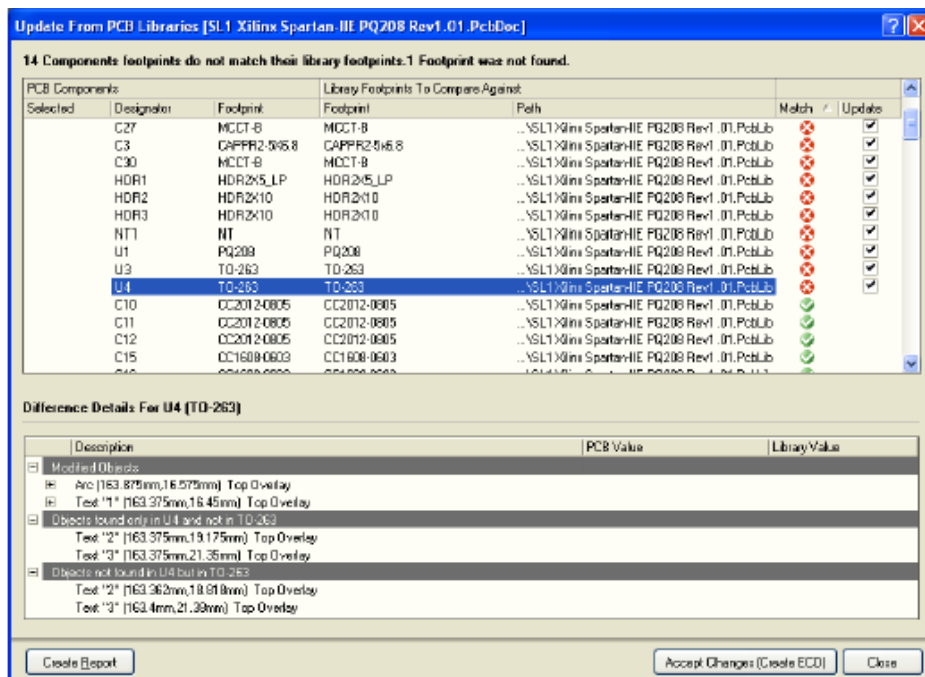 Update From PCB Libraries [SL1 Xilinx Spartan-IIE PQ208 Rev1.01.PcbDoc]
14 Components footprints do not match their library footprints.1 Footprint was not found.
PCB Components Library Footprints To Compare Against
Selected Designator Footprint Footprint Path Match Update
C27 MCCT-B MCCT-B ...\SL1 Xilinx Spartan-IIE PQ208 Rev1.01.PcbLib
C3 CAPPR2-5x6.8 CAPPR2-5x6.8 ...\SL1 Xilinx Spartan-IIE PQ208 Rev1.01.PcbLib
C30 MCCT-B MCCT-B ...\SL1 Xilinx Spartan-IIE PQ208 Rev1.01.PcbLib
HDR1 HDR2X5_LP HDR2X5_LP ...\SL1 Xilinx Spartan-IIE PQ208 Rev1.01.PcbLib
HDR2 HDR2X10 HDR2X10 ...\SL1 Xilinx Spartan-IIE PQ208 Rev1.01.PcbLib
HDR3 HDR2X10 HDR2X10 ...\SL1 Xilinx Spartan-IIE PQ208 Rev1.01.PcbLib
NT1 NT NT ...\SL1 Xilinx Spartan-IIE PQ208 Rev1.01.PcbLib
U1 PQ208 PQ208 ...\SL1 Xilinx Spartan-IIE PQ208 Rev1.01.PcbLib
U3 TO-263 TO-263 ...\SL1 Xilinx Spartan-IIE PQ208 Rev1.01.PcbLib
U4 TO-263 TO-263 ...\SL1 Xilinx Spartan-IIE PQ208 Rev1.01.PcbLib
C10 CC2012-0805 CC2012-0805 ...\SL1 Xilinx Spartan-IIE PQ208 Rev1.01.PcbLib
C11 CC2012-0805 CC2012-0805 ...\SL1 Xilinx Spartan-IIE PQ208 Rev1.01.PcbLib
C12 CC2012-0805 CC2012-0805 ...\SL1 Xilinx Spartan-IIE PQ208 Rev1.01.PcbLib
C15 CC1608-0603 CC1608-0603 ...\SL1 Xilinx Spartan-IIE PQ208 Rev1.01.PcbLib
Difference Details For U4 (TO-263)
Description PCB Value Library Value
Modified Objects
Arc (163.875mm,16.575mm) Top Overlay
Text "1" (163.375mm,16.45mm) Top Overlay
Objects found only in U4 and not in TO-263
Text "2" (163.375mm,19.175mm) Top Overlay
Text "3" (163.375mm,21.35mm) Top Overlay
Objects not found in U4 but in TO-263
Text "2" (163.362mm,18.818mm) Top Overlay
Text "3" (163.4mm,21.39mm) Top Overlay
Create Report Accept Changes (Create ECO) Close